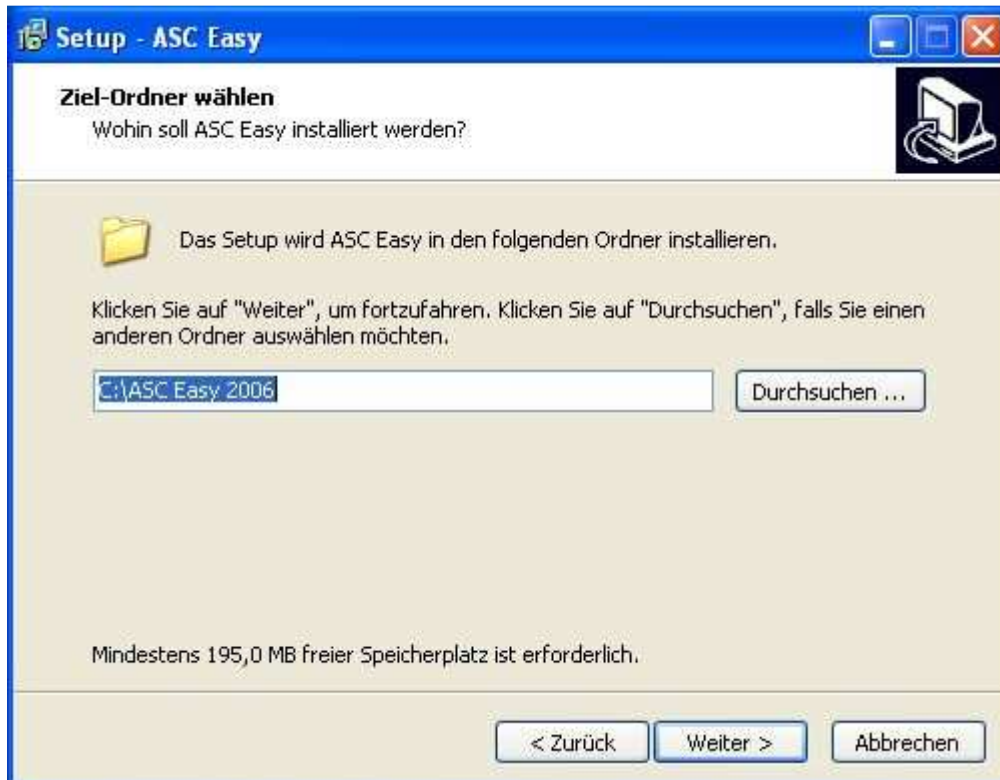 Setup - ASC Easy
Ziel-Ordner wählen
Wohin soll ASC Easy installiert werden?
Das Setup wird ASC Easy in den folgenden Ordner installieren.
Klicken Sie auf "Weiter", um fortzufahren. Klicken Sie auf "Durchsuchen", falls Sie einen
anderen Ordner auswählen möchten.
C:\ASC Easy 2006
Durchsuchen ...
Mindestens 195,0 MB freier Speicherplatz ist erforderlich.
< Zurück
Weiter >
Abbrechen